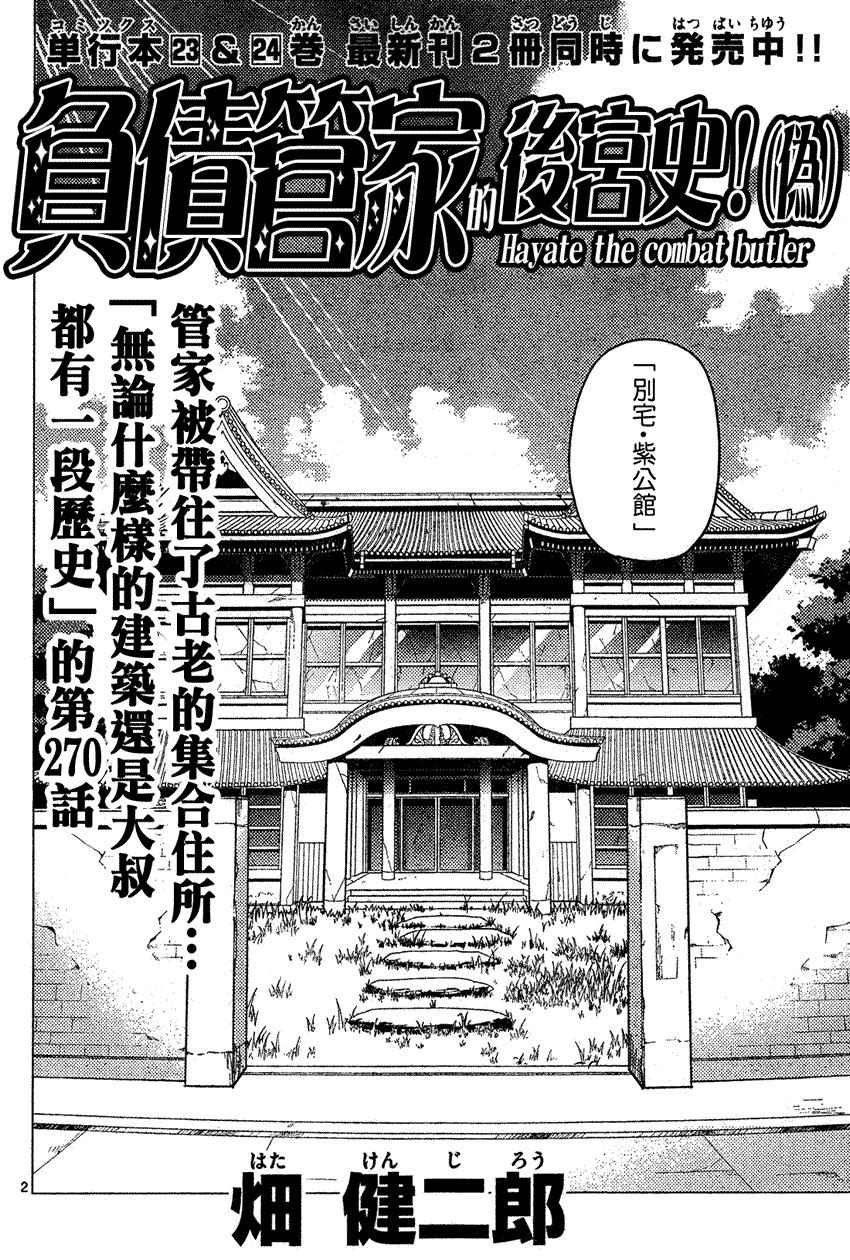 コミックス かん さいしんかん さつどうじ はつばいちゆう
単行本23&24巻 最新刊2冊同時に発売中!!
負債管家的後宮史!(偽)
Hayate the combat butler
「別宅・紫公館」
管家被帶往了古老的集合住所…
「無論什麼樣的建築還是大叔
都有一段歷史」的第270話
はた けんじろう
畑 健二郎
2